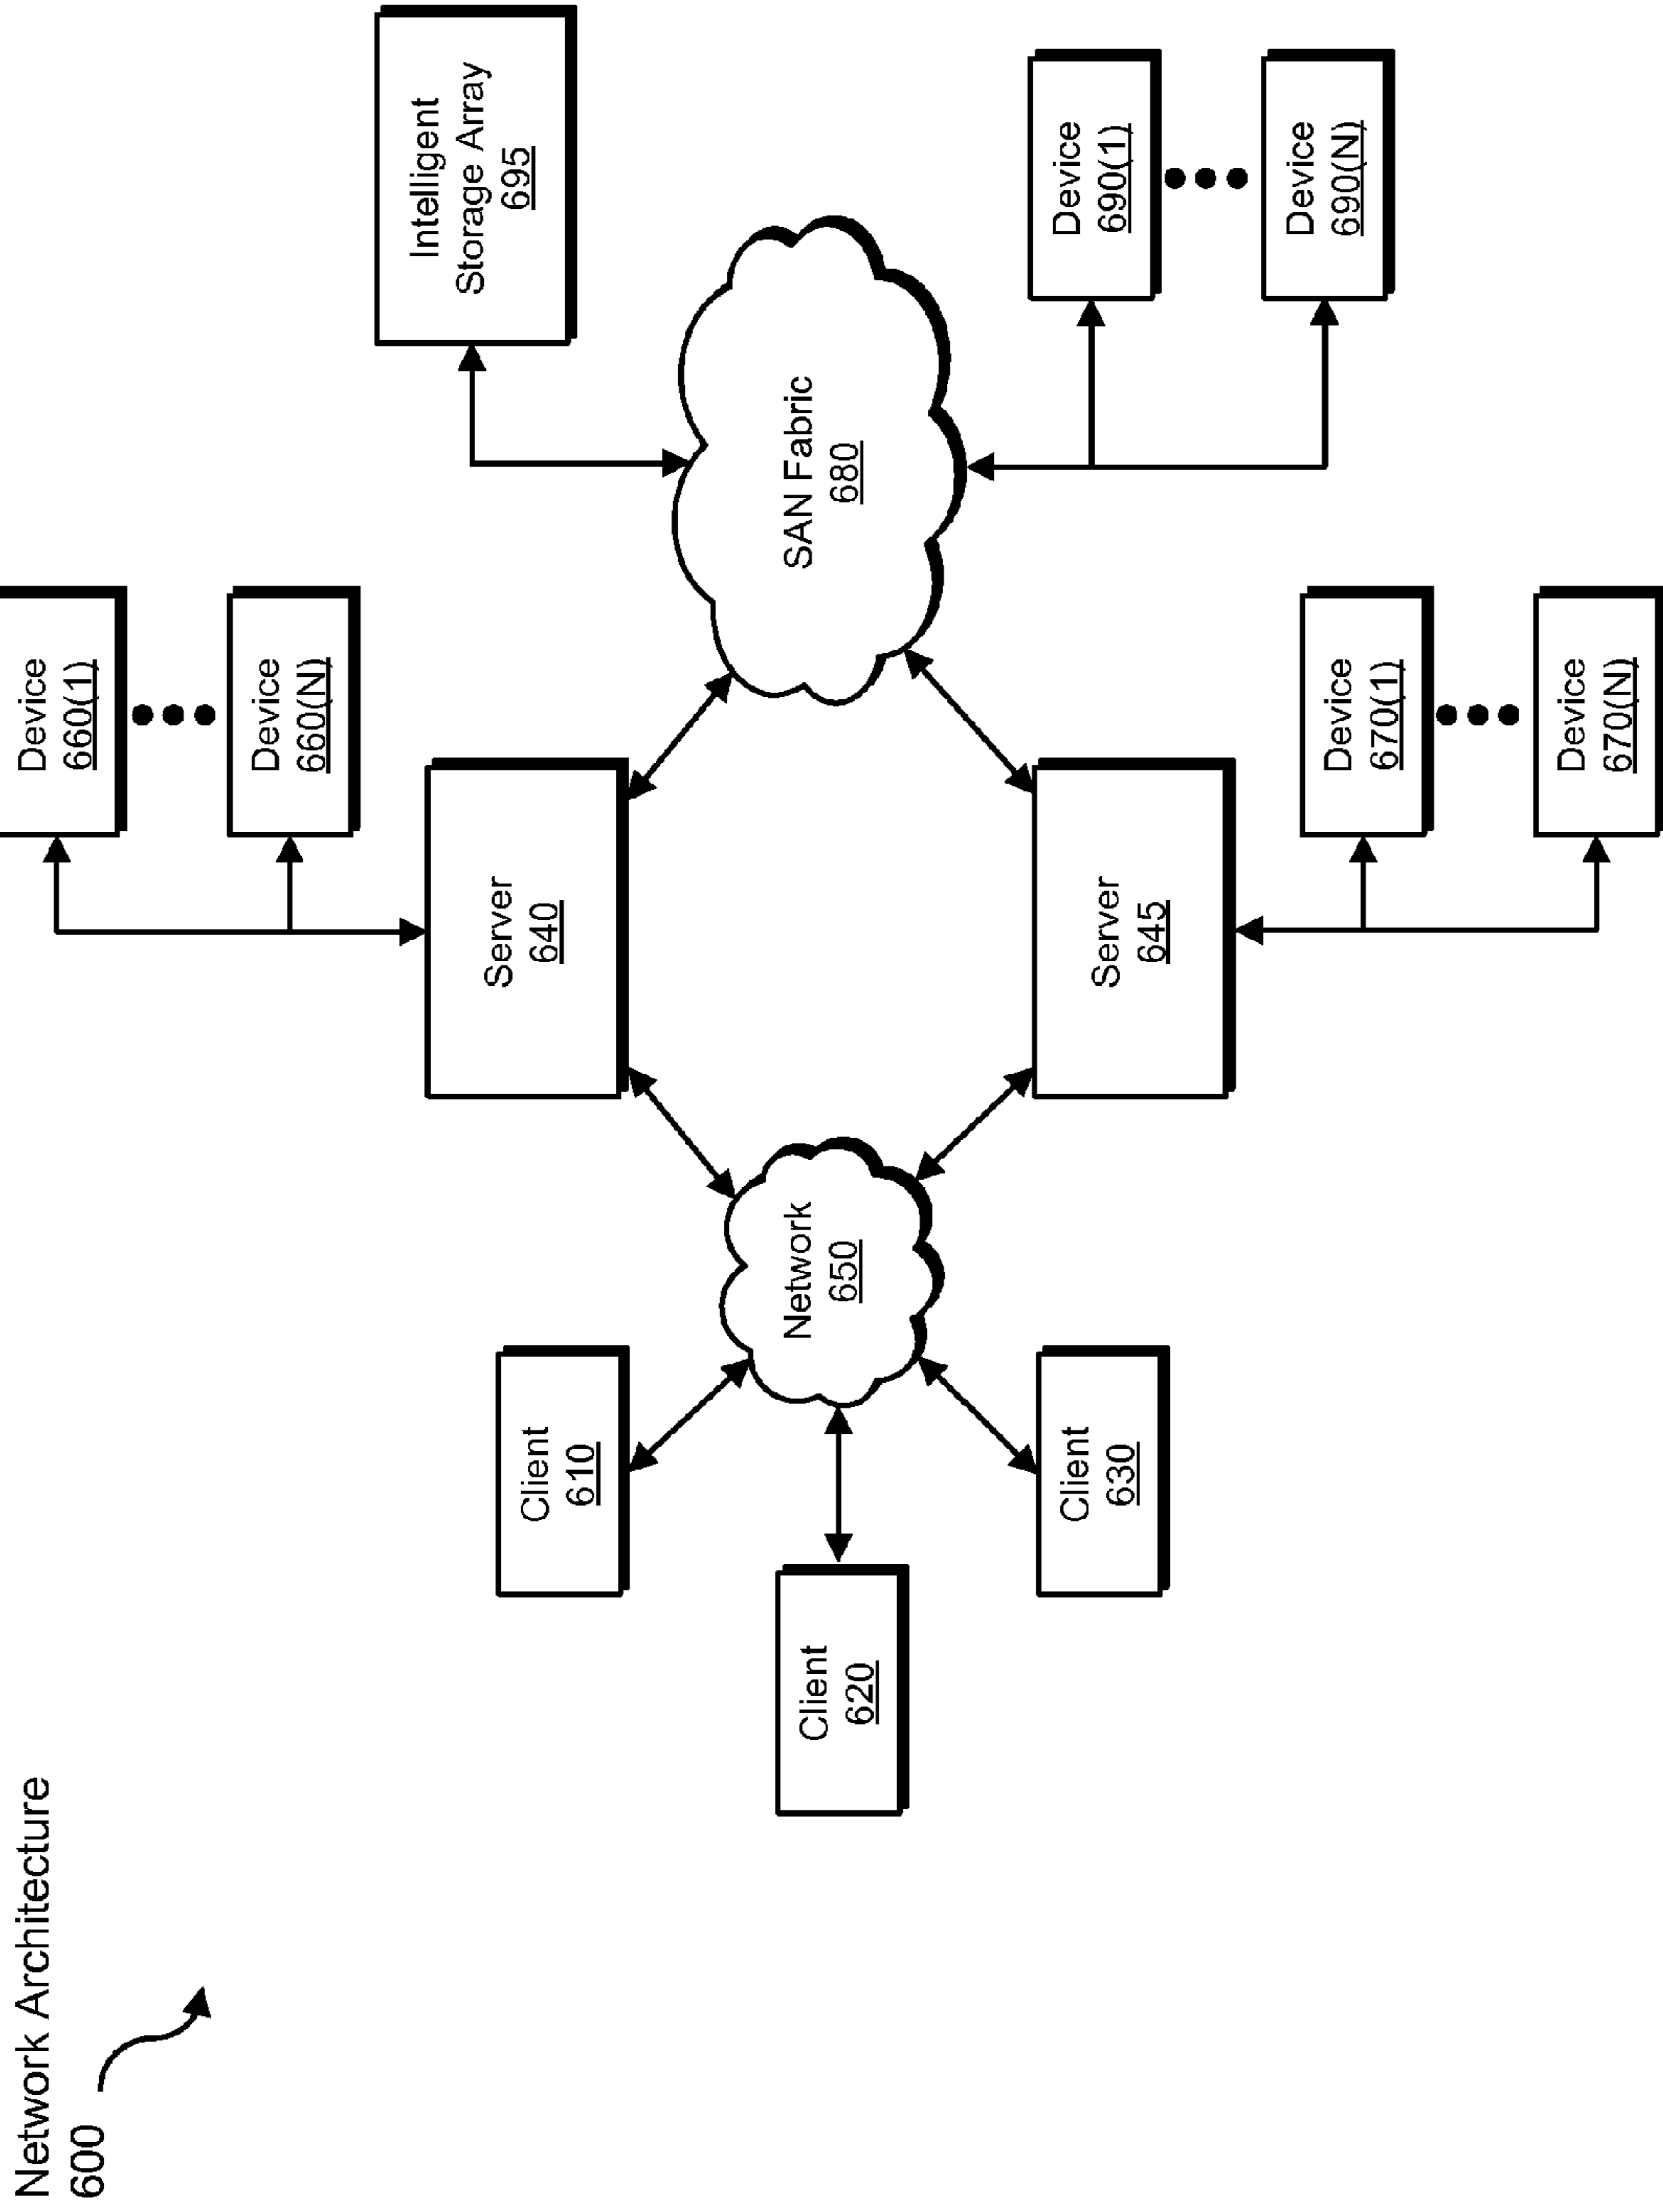 Network Architecture
600
Device
660(1)
Device
660(N)
Intelligent
Storage Array
695
Client
610
Server
640
Client
620
Network
650
SAN Fabric
680
Client
630
Server
645
Device
690(1)
Device
690(N)
Device
670(1)
Device
670(N)